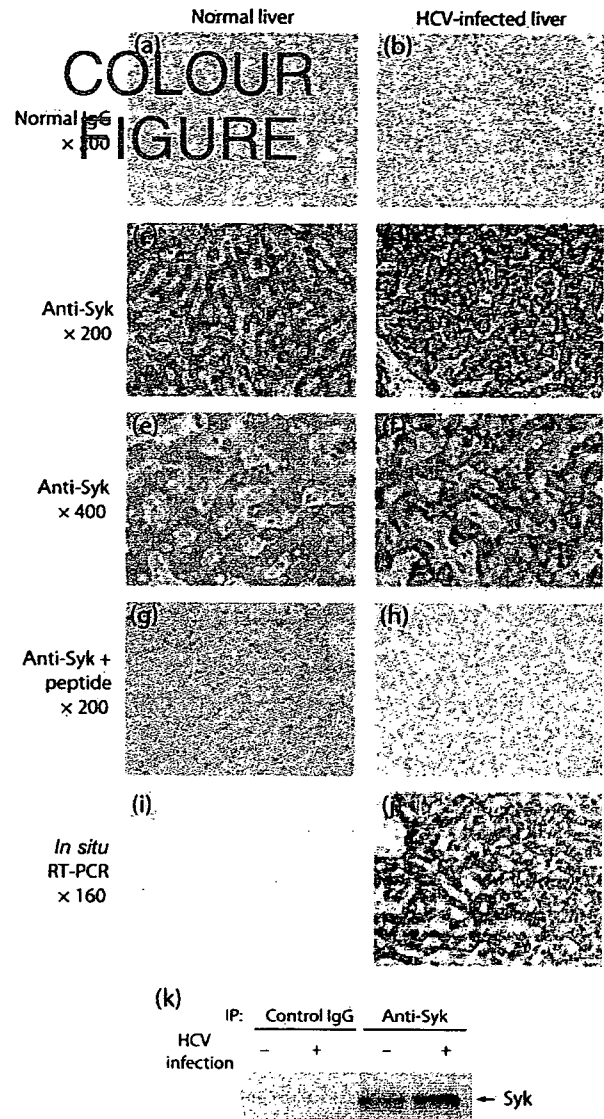 Normal liver
HCV-infected liver
(a)
(b)
COLOUR
FIGURE
Normal IgG
× 200
Anti-Syk
× 200
(e)
Anti-Syk
× 400
(g)
(h)
Anti-Syk +
peptide
× 200
(i)
(j)
In situ
RT-PCR
× 160
(k)
IP: Control IgG Anti-Syk
HCV
infection
− + − +
← Syk